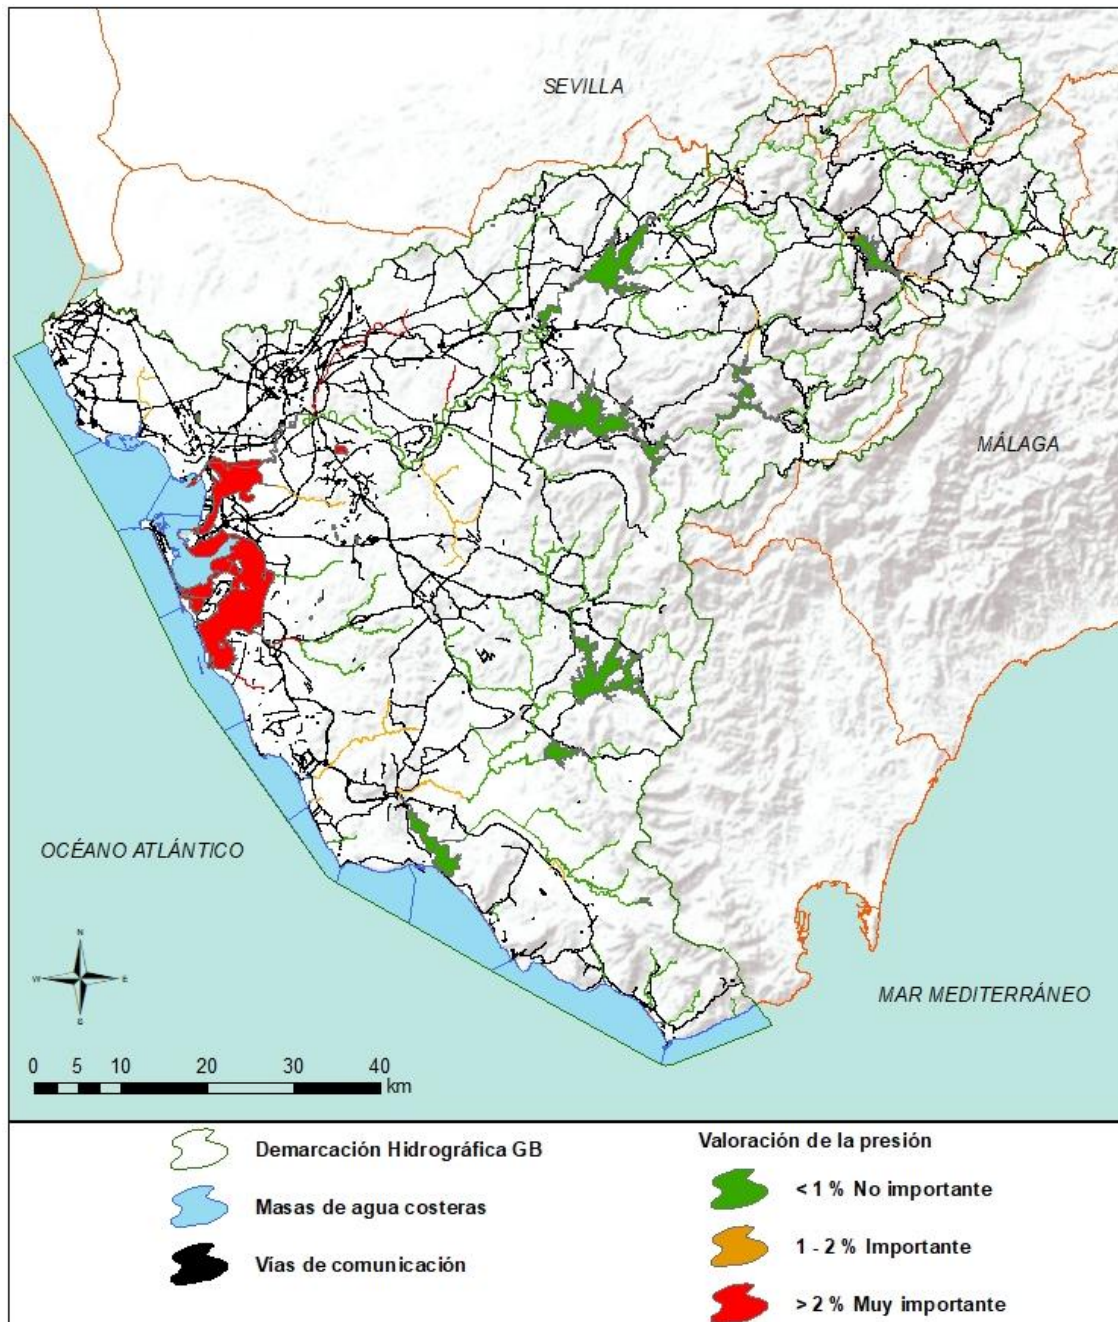 SEVILLA
MÁLAGA
OCÉANO ATLÁNTICO
N
W
E
S
MAR MEDITERRÁNEO
0 5 10 20 30 40
km
Demarcación Hidrográfica GB
Masas de agua costeras
Vías de comunicación
Valoración de la presión
< 1 % No importante
1 - 2 % Importante
> 2 % Muy importante